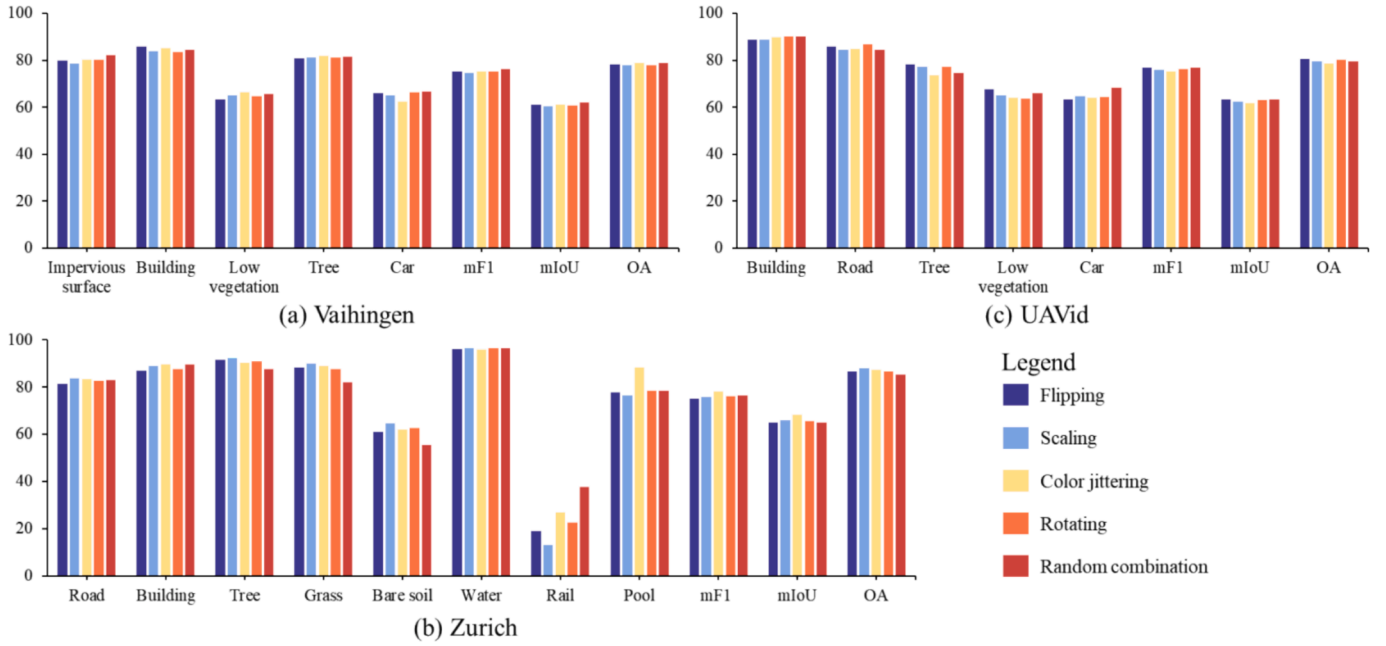 100
80
60
40
20
0
Impervious surface Building Low vegetation Tree Car mF1 mIoU OA
(a) Vaihingen
100
80
60
40
20
0
Building Road Tree Low vegetation Car mF1 mIoU OA
(c) UAVid
100
80
60
40
20
0
Road Building Tree Grass Bare soil Water Rail Pool mF1 mIoU OA
(b) Zurich
Legend
Flipping
Scaling
Color jittering
Rotating
Random combination